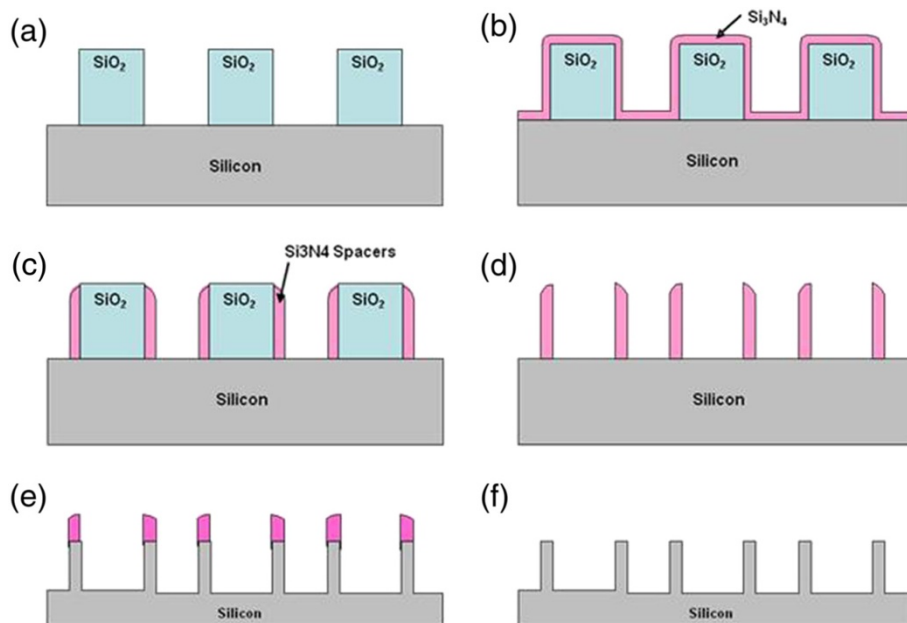 (a)
SiO₂ SiO₂ SiO₂
Silicon
(b)
Si₃N₄
SiO₂ SiO₂ SiO₂
Silicon
(c)
Si3N4 Spacers
SiO₂ SiO₂ SiO₂
Silicon
(d)
Silicon
(e)
Silicon
(f)
Silicon